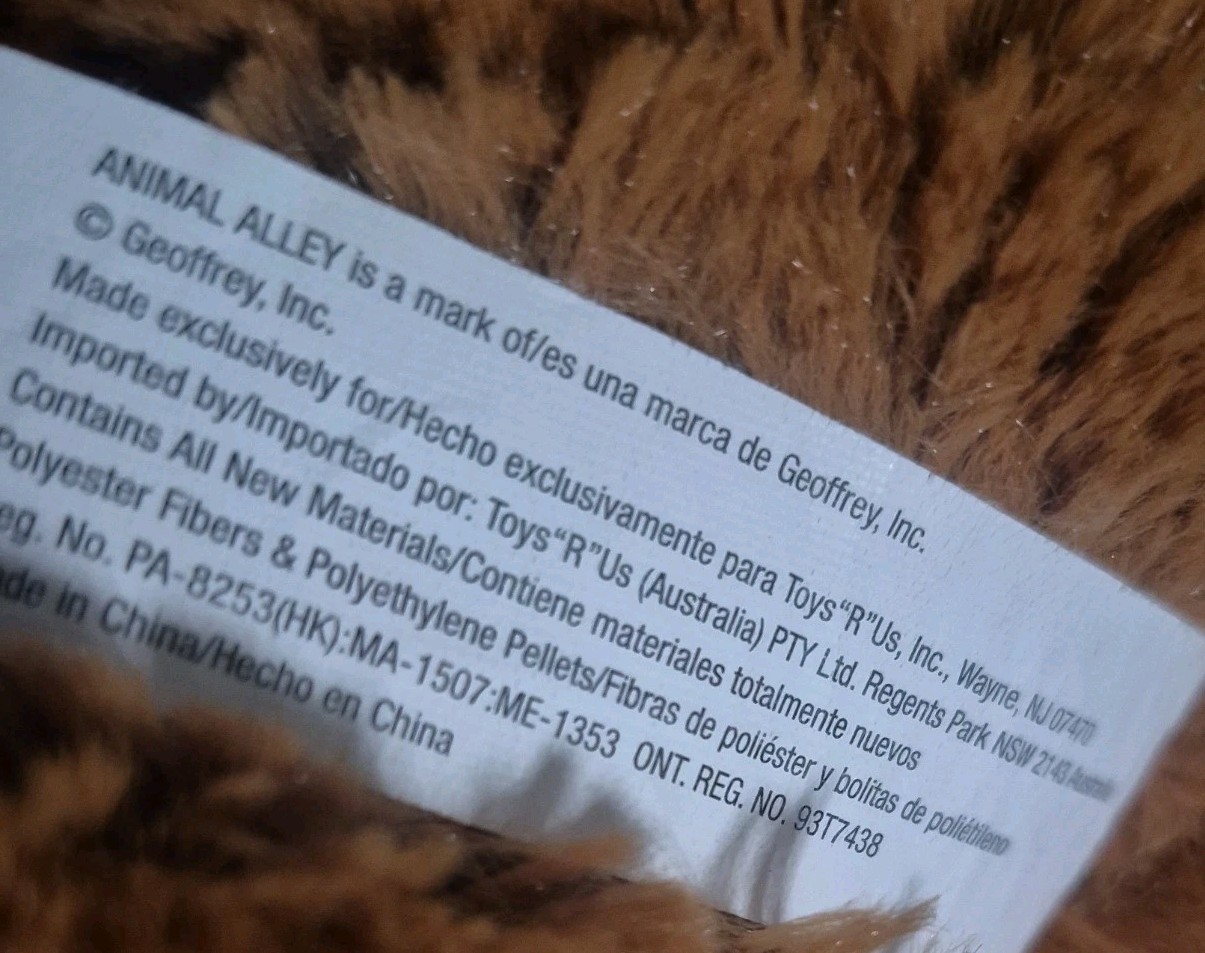 ANIMAL ALLEY is a mark of/es una marca de Geoffrey, Inc.
© Geoffrey, Inc.
Made exclusively for/Hecho exclusivamente para Toys“R”Us, Inc., Wayne, NJ 07470
Imported by/Importado por: Toys“R”Us (Australia) PTY Ltd. Regents Park NSW 2143 Australia
Contains All New Materials/Contiene materiales totalmente nuevos
Polyester Fibers & Polyethylene Pellets/Fibras de poliéster y bolitas de poliétileno
eg. No. PA-8253(HK):MA-1507:ME-1353 ONT. REG. NO. 93T7438
ade in China/Hecho en China